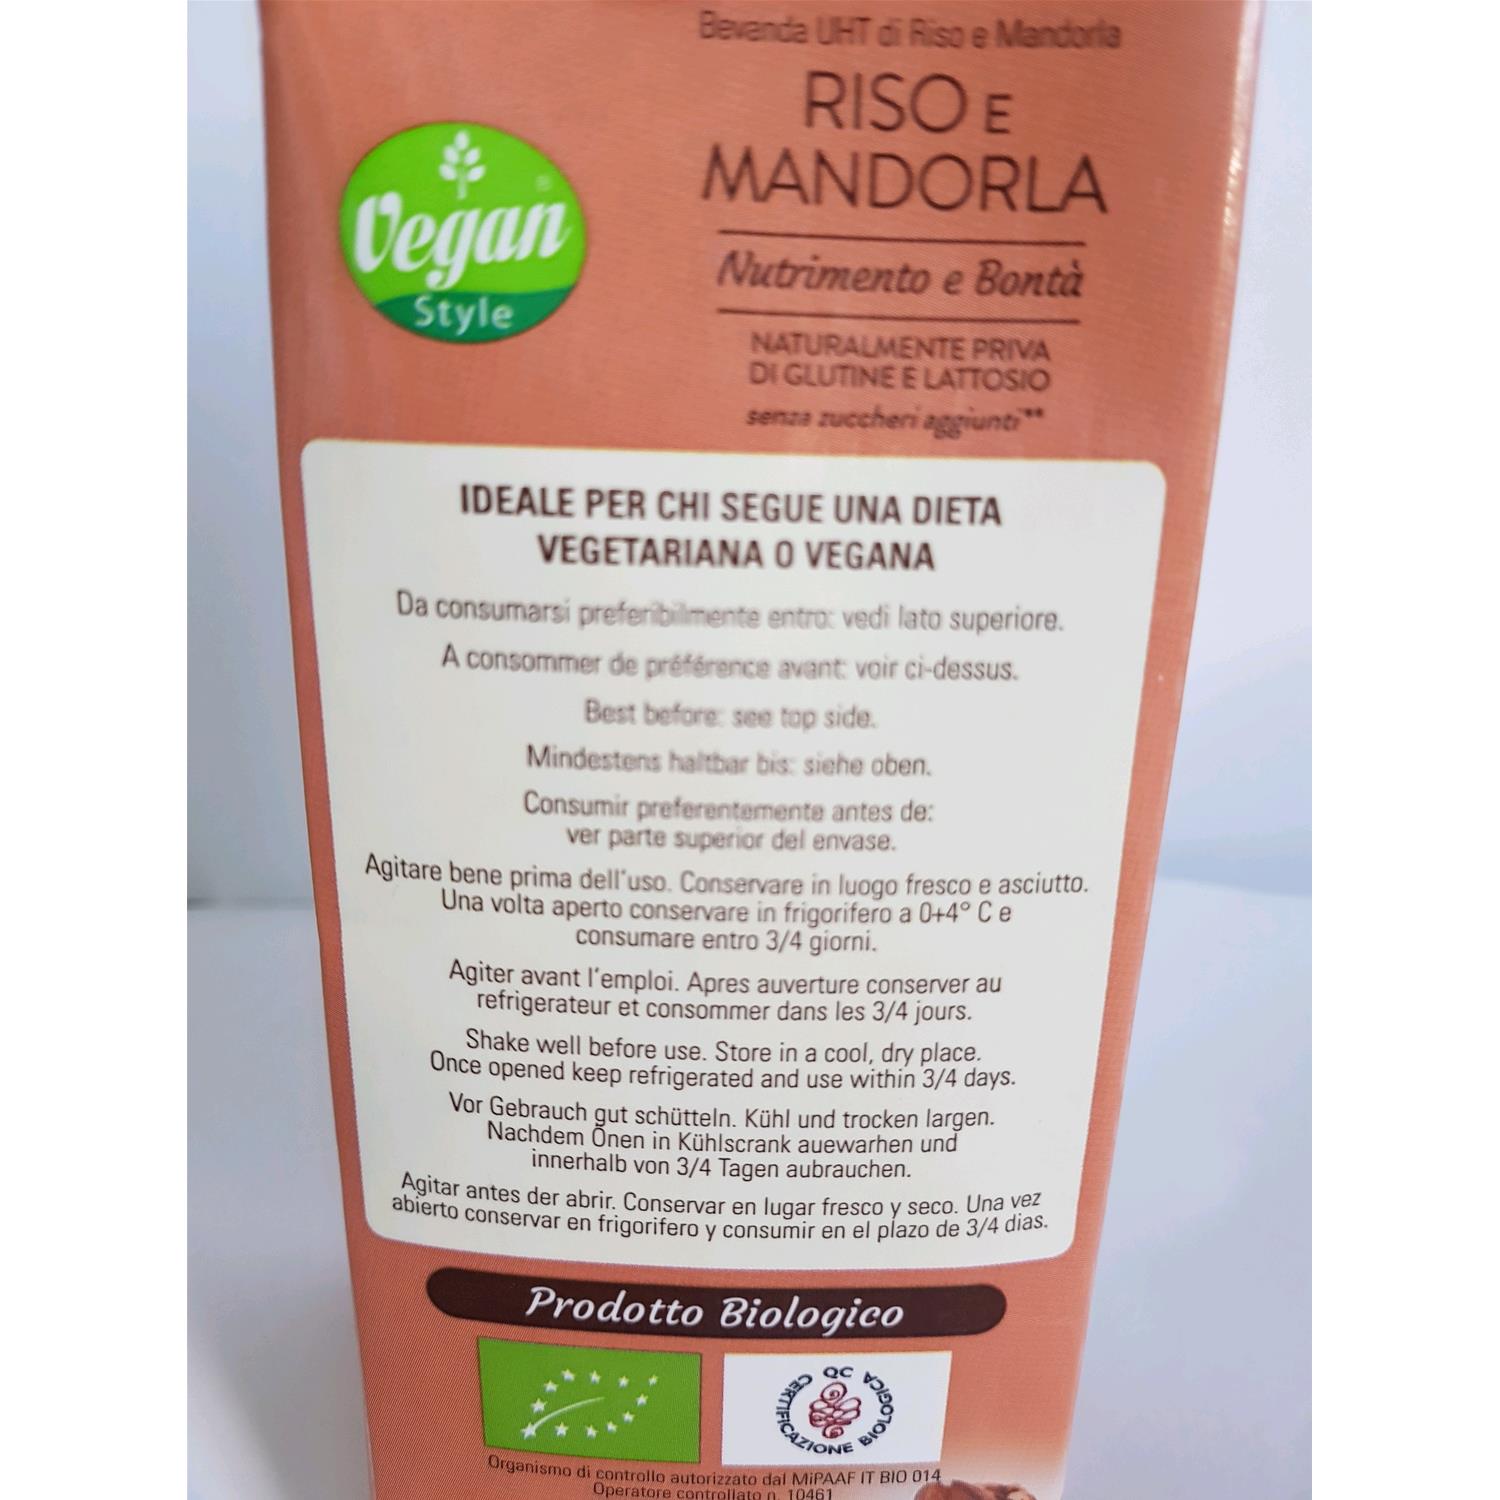 Bevanda UHT di Riso e Mandorla
RISO E
MANDORLA
Nutrimento e Bontà
NATURALMENTE PRIVA
DI GLUTINE E LATTOSIO
senza zuccheri aggiunti**
Vegan
Style
IDEALE PER CHI SEGUE UNA DIETA
VEGETARIANA O VEGANA
Da consumarsi preferibilmente entro: vedi lato superiore.
A consommer de préférence avant: voir ci-dessus.
Best before: see top side.
Mindestens haltbar bis: siehe oben.
Consumir preferentemente antes de:
ver parte superior del envase.
Agitare bene prima dell'uso. Conservare in luogo fresco e asciutto.
Una volta aperto conservare in frigorifero a 0+4° C e
consumare entro 3/4 giorni.
Agiter avant l'emploi. Apres auverture conserver au
refrigerateur et consommer dans les 3/4 jours.
Shake well before use. Store in a cool, dry place.
Once opened keep refrigerated and use within 3/4 days.
Vor Gebrauch gut schütteln. Kühl und trocken largen.
Nachdem Önen in Kühlscrank auewarhen und
innerhalb von 3/4 Tagen aubrauchen.
Agitar antes der abrir. Conservar en lugar fresco y seco. Una vez
abierto conservar en frigorifero y consumir en el plazo de 3/4 dias.
Prodotto Biologico
QC CERTIFICAZIONE BIOLOGICA
Organismo di controllo autorizzato dal MiPAAF IT BIO 014
Operatore controllato n. 10461